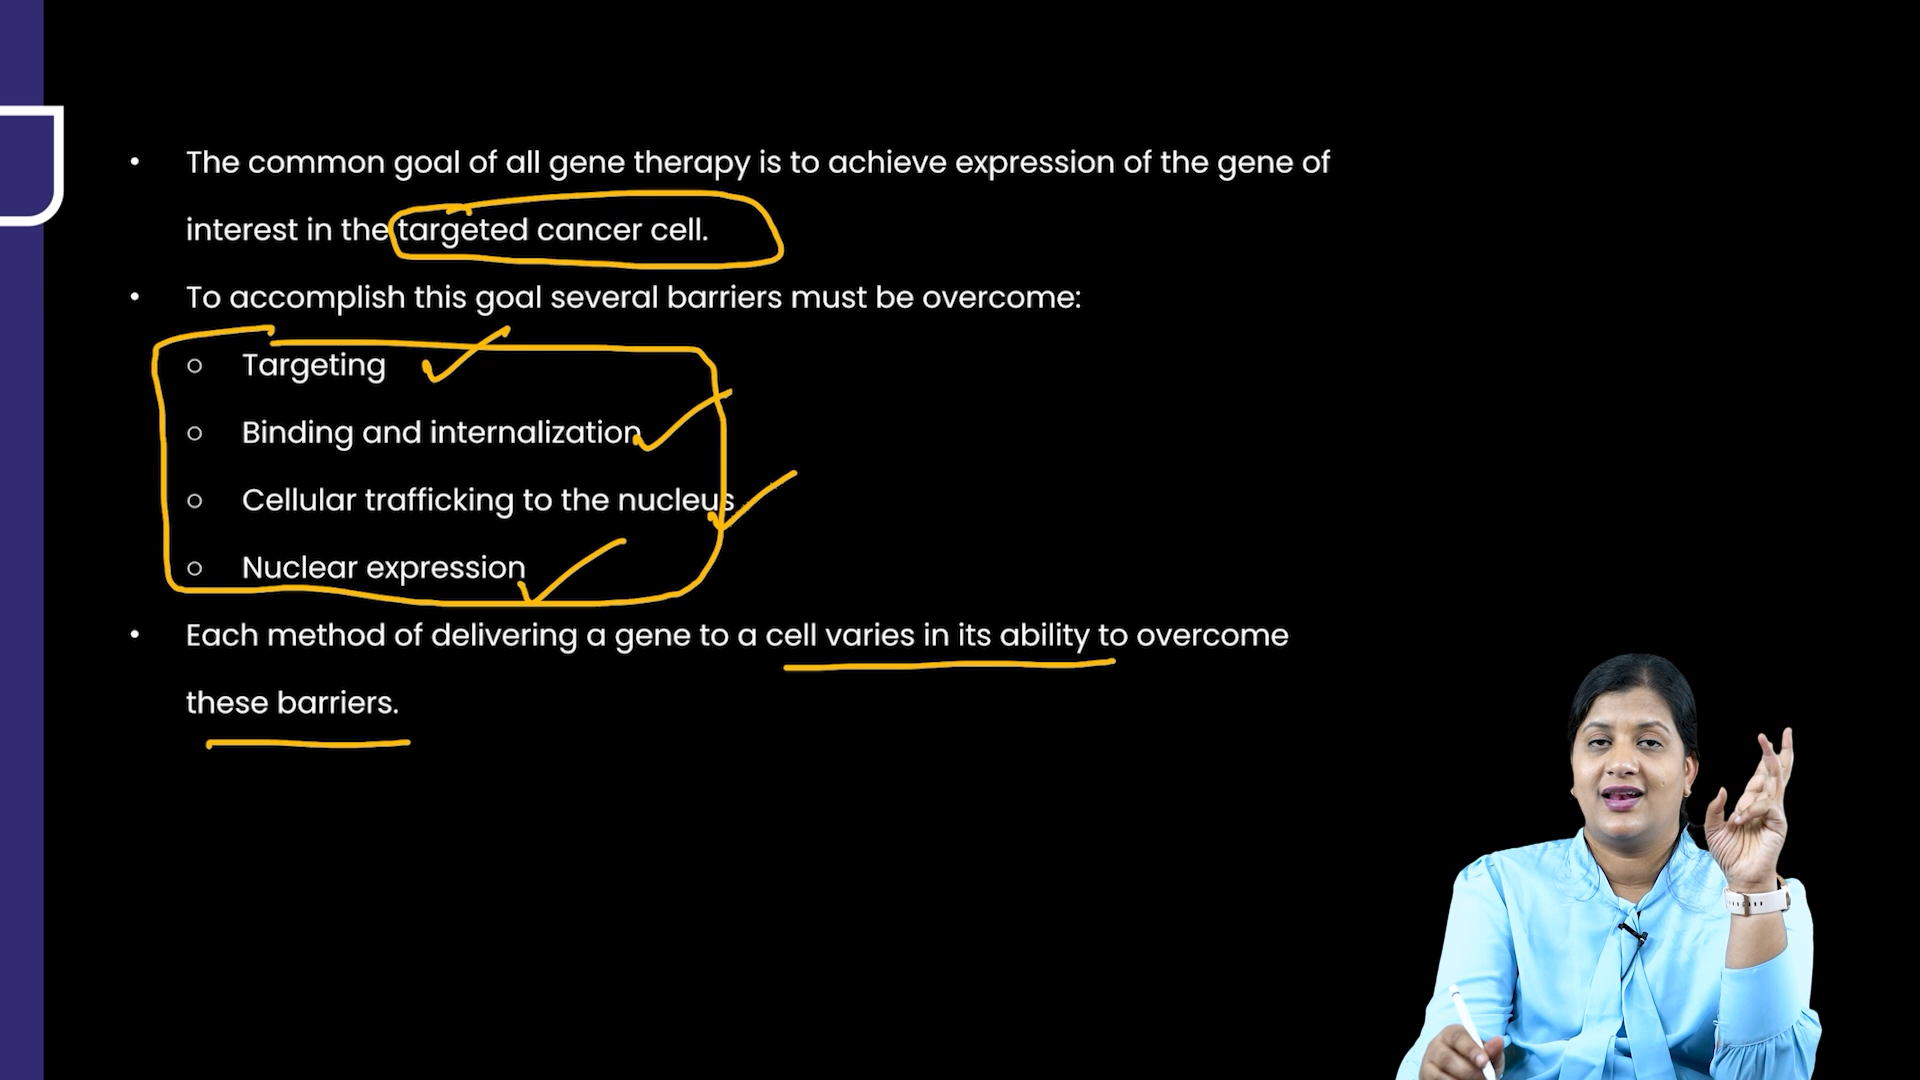 • The common goal of all gene therapy is to achieve expression of the gene of
interest in the targeted cancer cell.
• To accomplish this goal several barriers must be overcome:
○ Targeting
○ Binding and internalization
○ Cellular trafficking to the nucleus
○ Nuclear expression
• Each method of delivering a gene to a cell varies in its ability to overcome
these barriers.